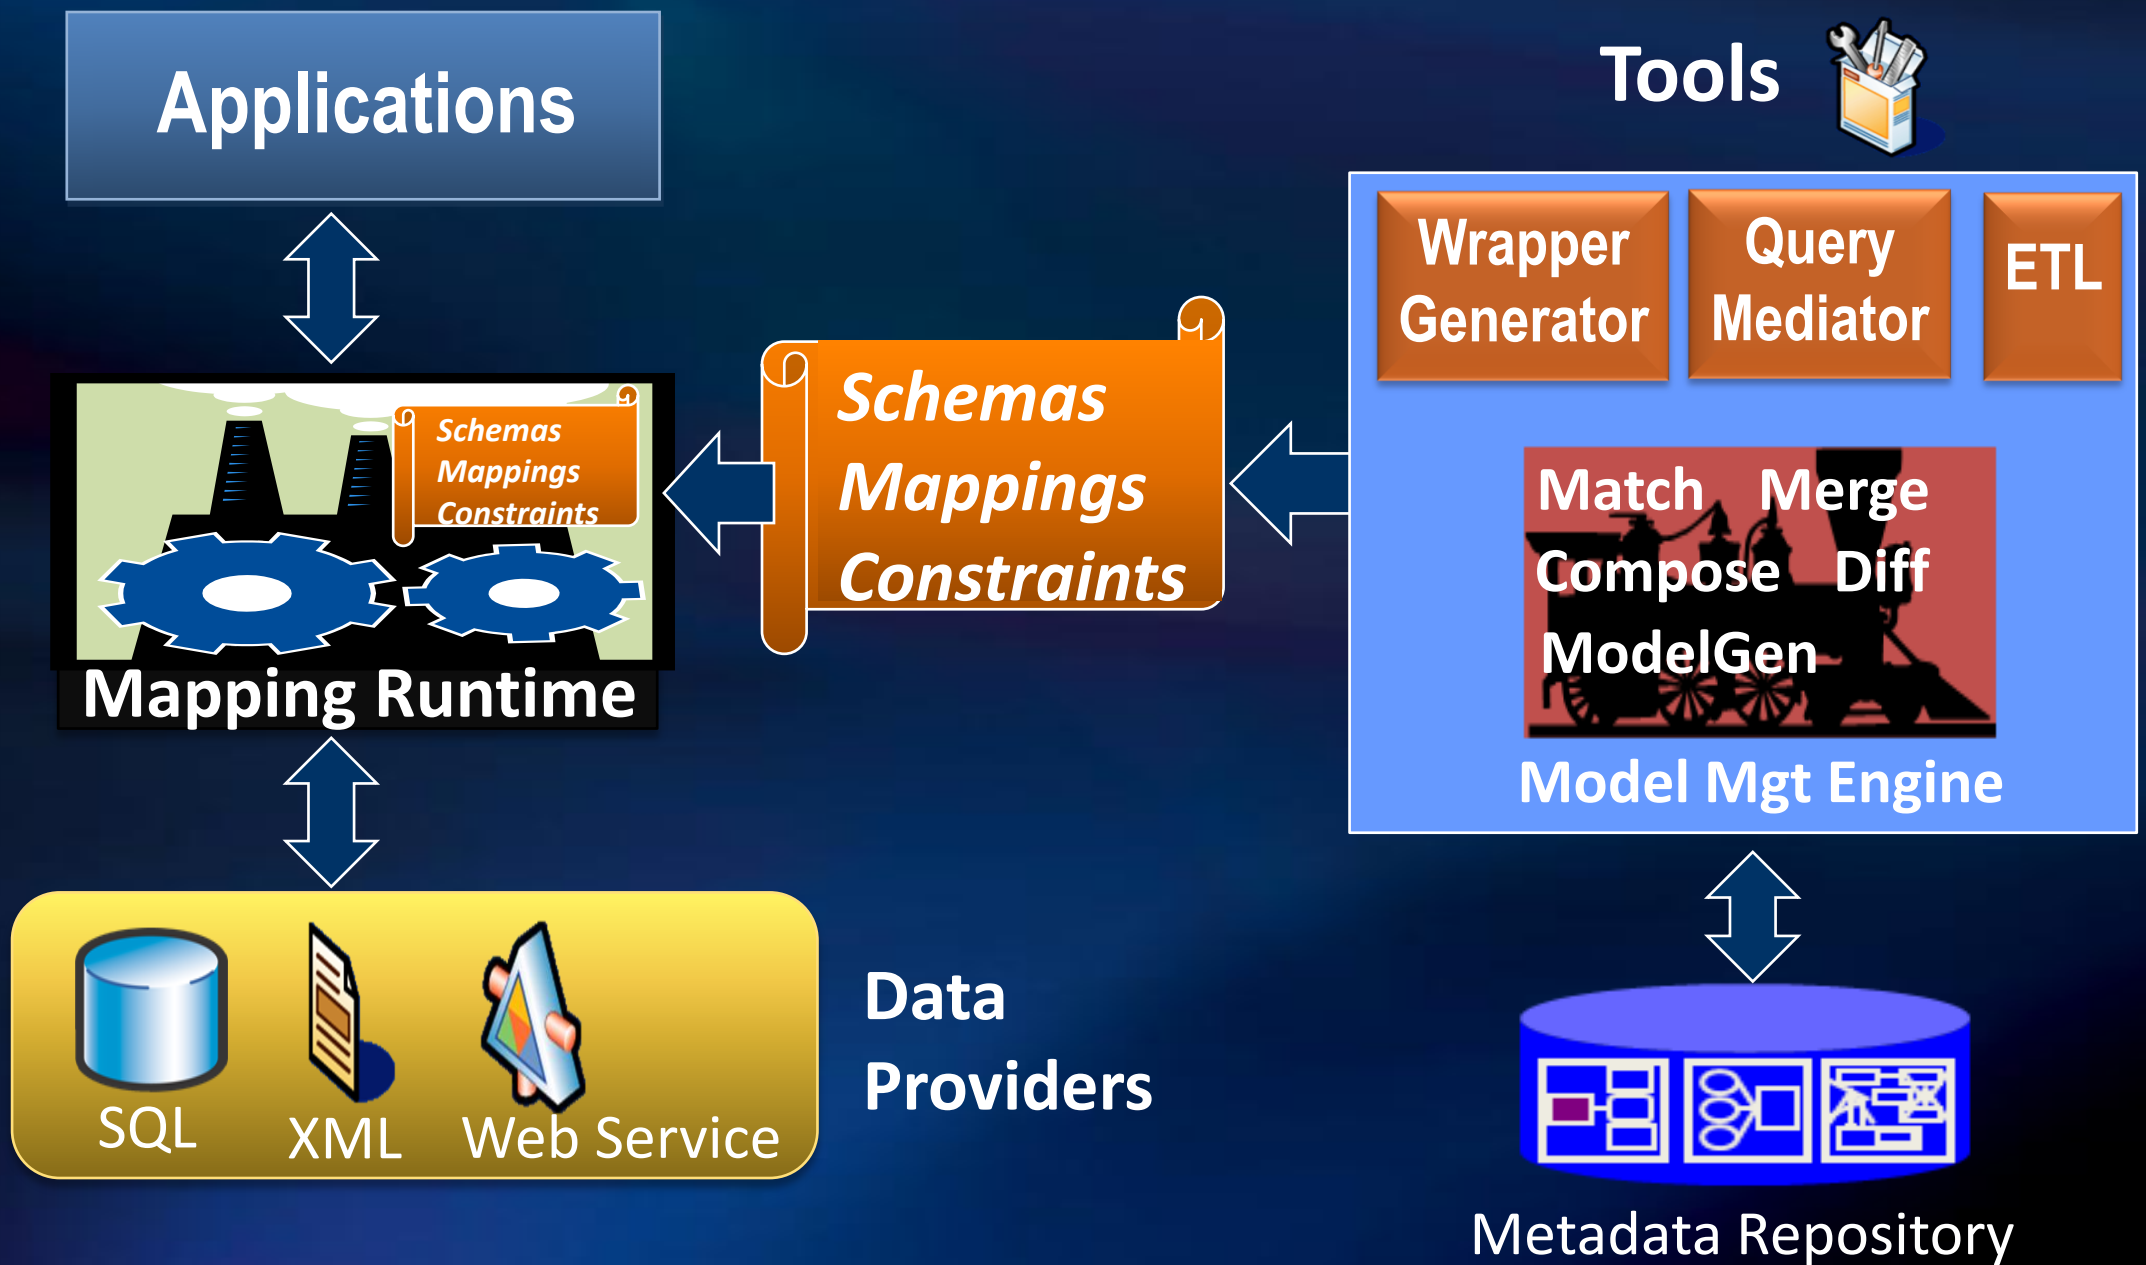 Applications
Tools
Wrapper
Generator
Query
Mediator
ETL
Schemas
Mappings
Constraints
Mapping Runtime
Schemas
Mappings
Constraints
Match Merge
Compose Diff
ModelGen
Model Mgt Engine
SQL
XML
Web Service
Data
Providers
Metadata Repository